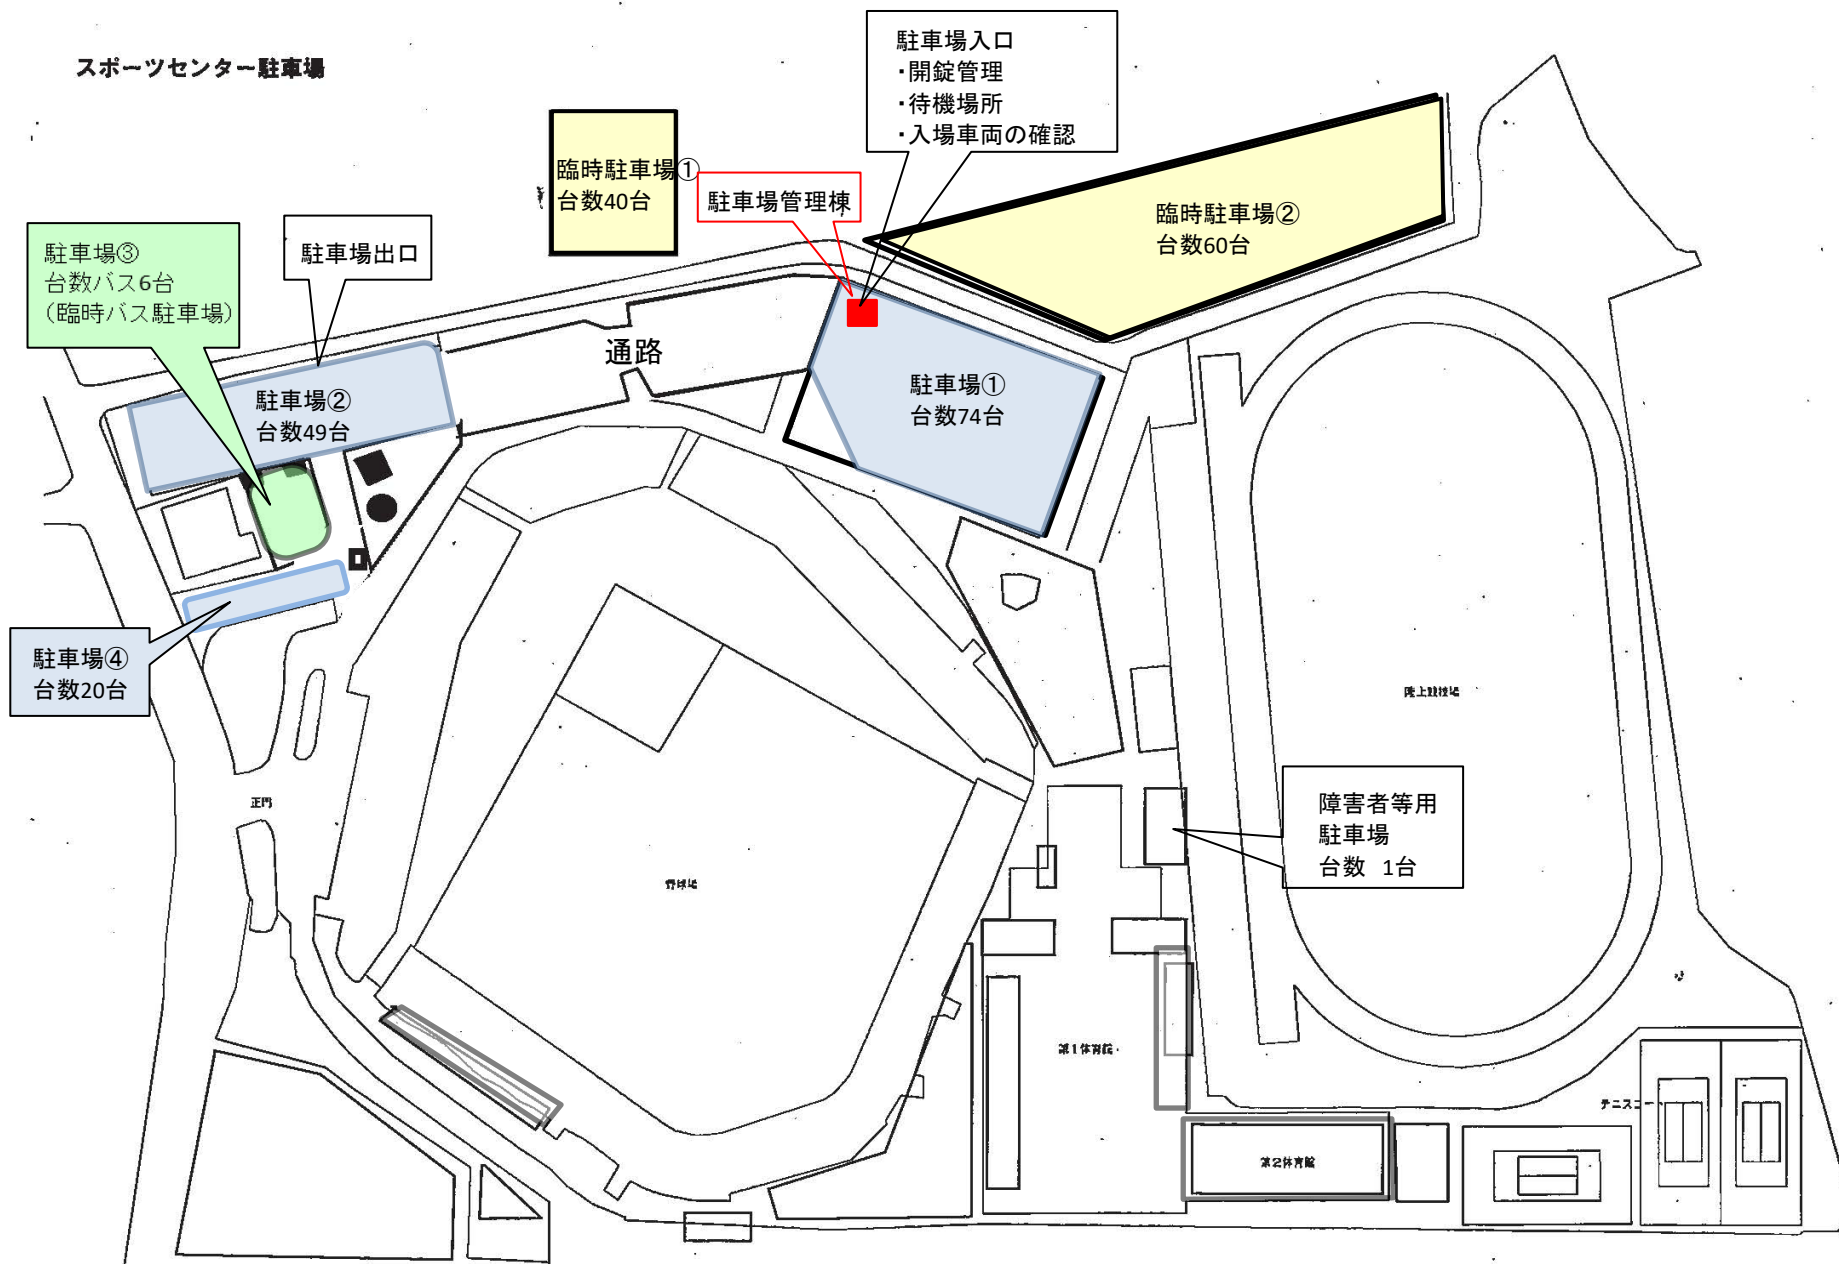 スポーツセンター駐車場
駐車場入口
・開錠管理
・待機場所
・入場車両の確認
臨時駐車場①
台数40台
駐車場管理棟
臨時駐車場②
台数60台
駐車場③
台数バス6台
（臨時バス駐車場）
駐車場出口
通路
駐車場①
台数74台
駐車場②
台数49台
駐車場④
台数20台
陸上競技場
正門
障害者等用
駐車場
台数 1台
野球場
第1体育館
テニスコート
第2体育館